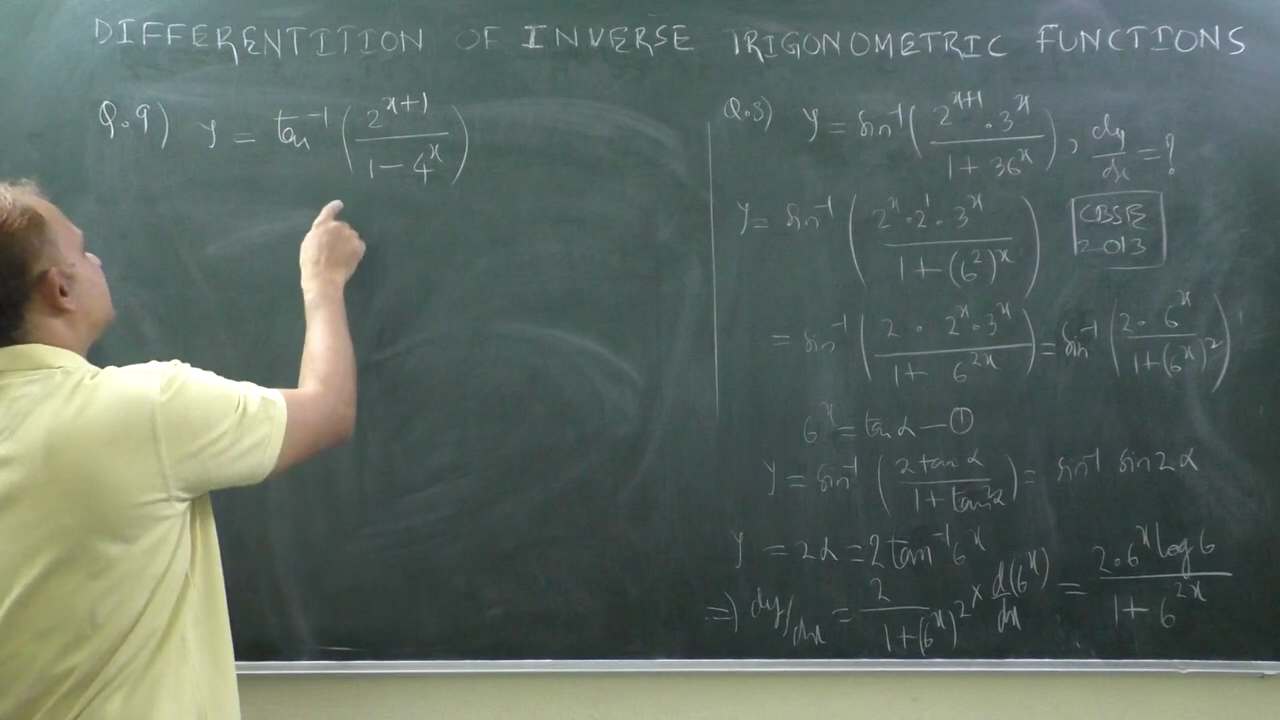 DIFFERENTITION OF INVERSE TRIGONOMETRIC FUNCTIONS
Q.9) y = tan⁻¹ (2^(x+1) / (1 - 4^x))
Q.8) y = sin⁻¹ (2^(x+1) · 3^x / (1 + 36^x)), dy/dx = ?
CBSE
2013
y = sin⁻¹ (2^x · 2^1 · 3^x / (1 + (6²)^x))
= sin⁻¹ (2 · 2^x · 3^x / (1 + 6^(2x))) = sin⁻¹ (2 · 6^x / (1 + (6^x)²))
6^x = tan α — ①
y = sin⁻¹ (2 tan α / (1 + tan² α)) = sin⁻¹ sin 2α
y = 2α = 2 tan⁻¹ 6^x
⇒ dy/dx = 2 / (1 + (6^x)²) × d(6^x)/dx = 2 · 6^x log 6 / (1 + 6^(2x))